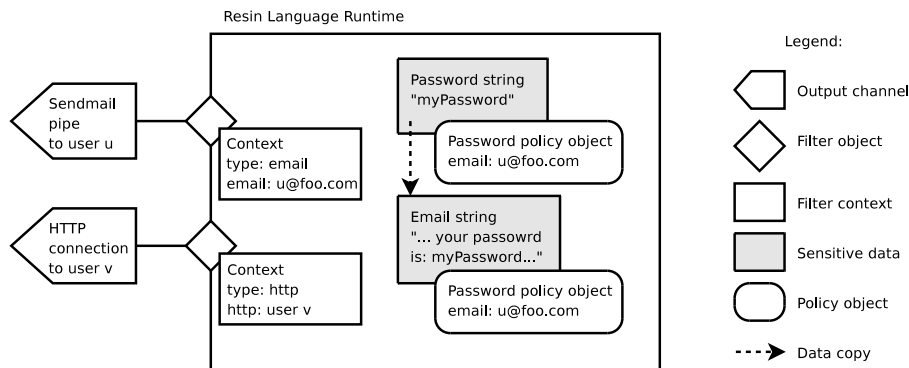 Resin Language Runtime
Sendmail
pipe
to user u
Context
type: email
email: u@foo.com
HTTP
connection
to user v
Context
type: http
http: user v
Password string
"myPassword"
Password policy object
email: u@foo.com
Email string
"... your passowrd
is: myPassword..."
Password policy object
email: u@foo.com
Legend:
Output channel
Filter object
Filter context
Sensitive data
Policy object
Data copy